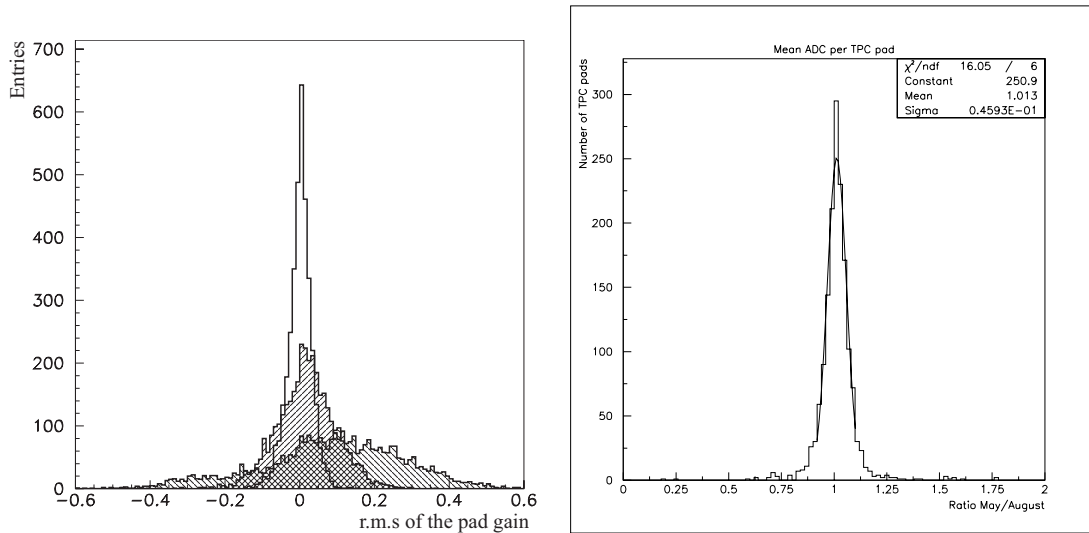 Entries
700
600
500
400
300
200
100
0
−0.6 −0.4 −0.2 0 0.2 0.4 0.6
r.m.s of the pad gain
Mean ADC per TPC pad
χ²/ndf 16.05 / 6
Constant 250.9
Mean 1.013
Sigma 0.4593E−01
Number of TPC pads
300
250
200
150
100
50
0
0 0.25 0.5 0.75 1 1.25 1.5 1.75 2
Ratio May/August